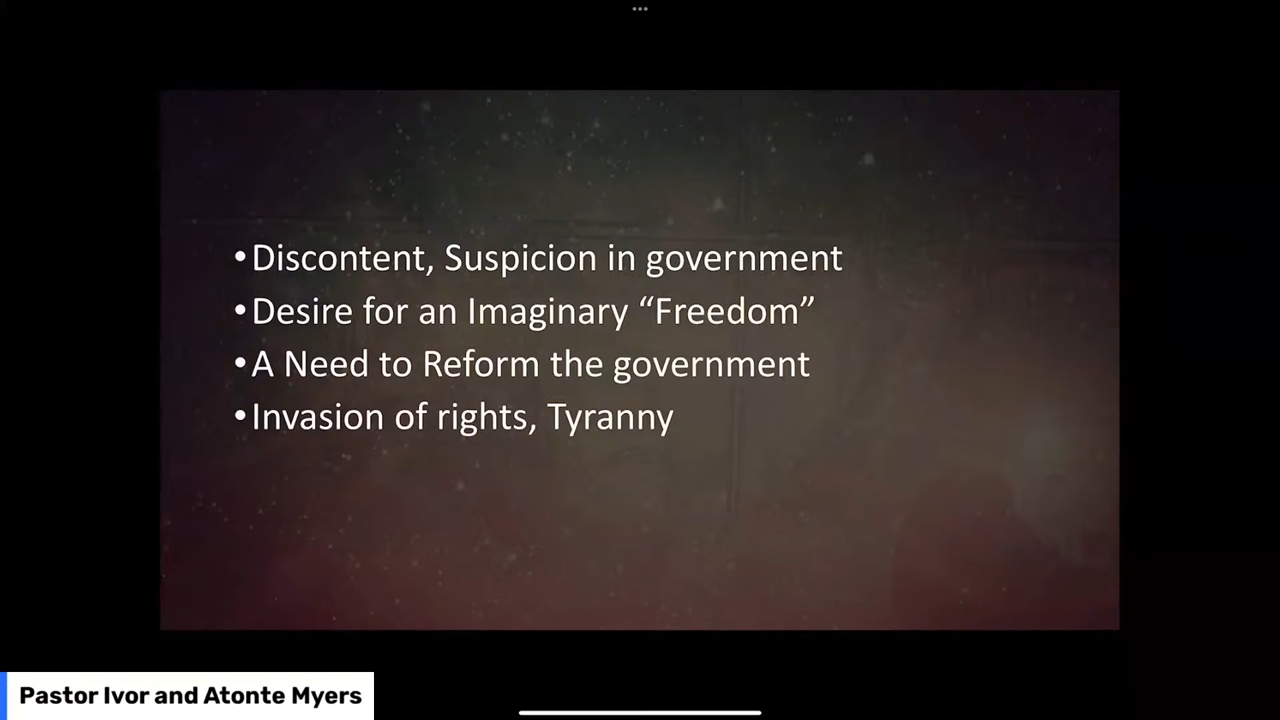 •Discontent, Suspicion in government
•Desire for an Imaginary “Freedom”
•A Need to Reform the government
•Invasion of rights, Tyranny
Pastor Ivor and Atonte Myers